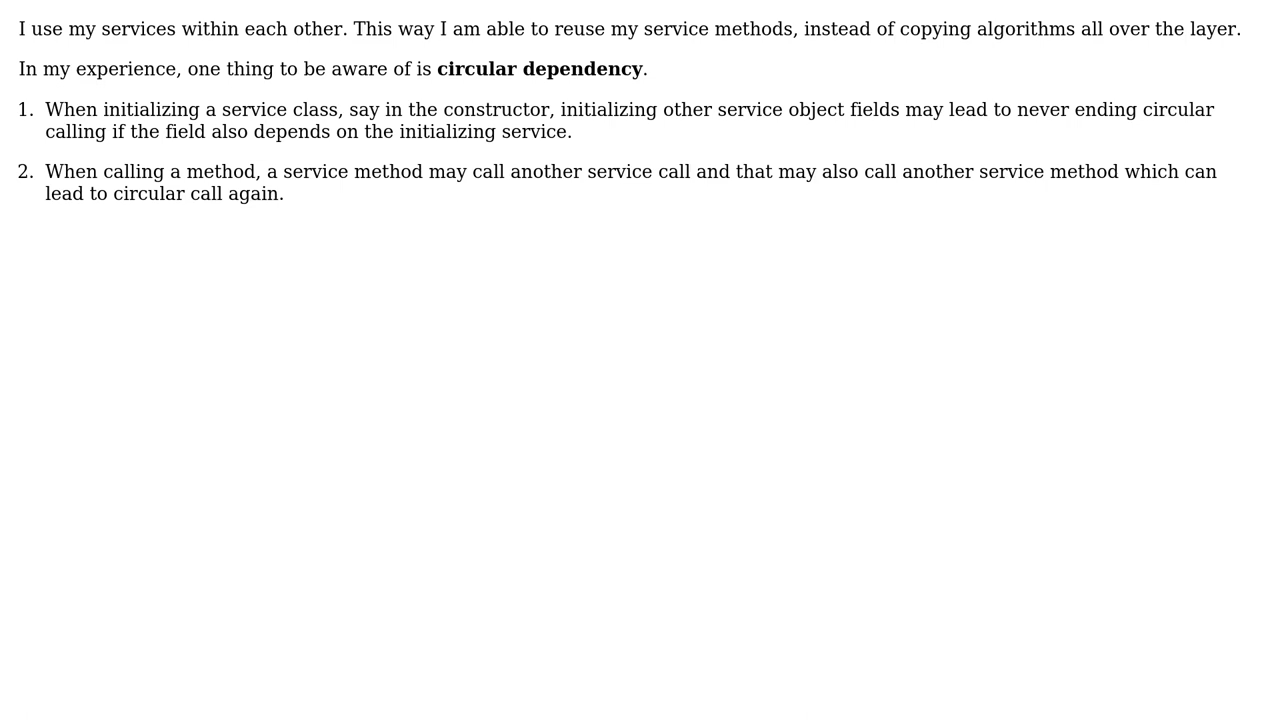 I use my services within each other. This way I am able to reuse my service methods, instead of copying algorithms all over the layer.
In my experience, one thing to be aware of is circular dependency.
1. When initializing a service class, say in the constructor, initializing other service object fields may lead to never ending circular
calling if the field also depends on the initializing service.
2. When calling a method, a service method may call another service call and that may also call another service method which can
lead to circular call again.